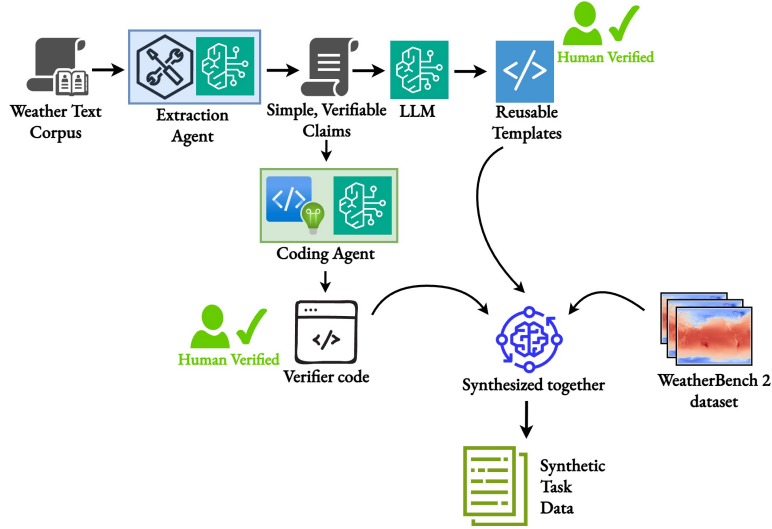 Human Verified
Weather Text
Corpus
Extraction
Agent
Simple, Verifiable
Claims
LLM
</>
Reusable
Templates
</>
Coding Agent
Human Verified
</>
Verifier code
Synthesized together
WeatherBench 2
dataset
Synthetic
Task
Data